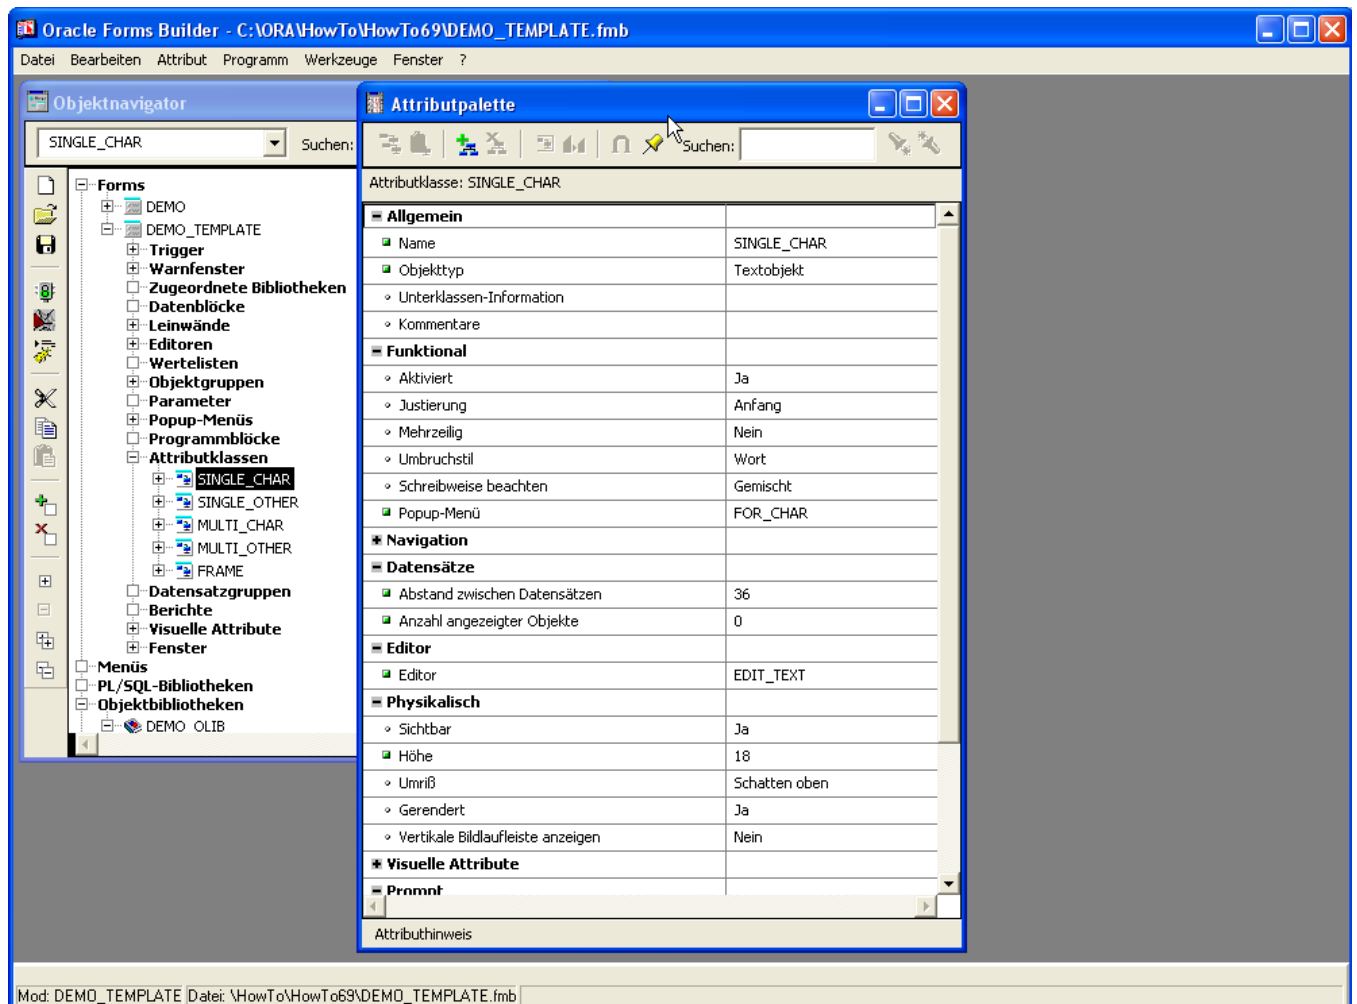 Oracle Forms Builder - C:\ORA\HowTo\HowTo69\DEMO_TEMPLATE.fmb
Datei Bearbeiten Attribut Programm Werkzeuge Fenster ?
Objektnavigator
SINGLE_CHAR Suchen:
Forms
DEMO
DEMO_TEMPLATE
Trigger
Warnfenster
Zugeordnete Bibliotheken
Datenblöcke
Leinwände
Editoren
Wertelisten
Objektgruppen
Parameter
Popup-Menüs
Programmblöcke
Attributklassen
SINGLE_CHAR
SINGLE_OTHER
MULTI_CHAR
MULTI_OTHER
FRAME
Datensatzgruppen
Berichte
Visuelle Attribute
Fenster
Menüs
PL/SQL-Bibliotheken
Objektbibliotheken
DEMO_OLIB
Attributpalette
Suchen:
Attributklasse: SINGLE_CHAR
Allgemein
Name SINGLE_CHAR
Objekttyp Textobjekt
Unterklassen-Information
Kommentare
Funktional
Aktiviert Ja
Justierung Anfang
Mehrzeilig Nein
Umbruchstil Wort
Schreibweise beachten Gemischt
Popup-Menü FOR_CHAR
Navigation
Datensätze
Abstand zwischen Datensätzen 36
Anzahl angezeigter Objekte 0
Editor
Editor EDIT_TEXT
Physikalisch
Sichtbar Ja
Höhe 18
Umriß Schatten oben
Gerendert Ja
Vertikale Bildlaufleiste anzeigen Nein
Visuelle Attribute
Prompt
Attributhinweis
Mod: DEMO_TEMPLATE Datei: \HowTo\HowTo69\DEMO_TEMPLATE.fmb